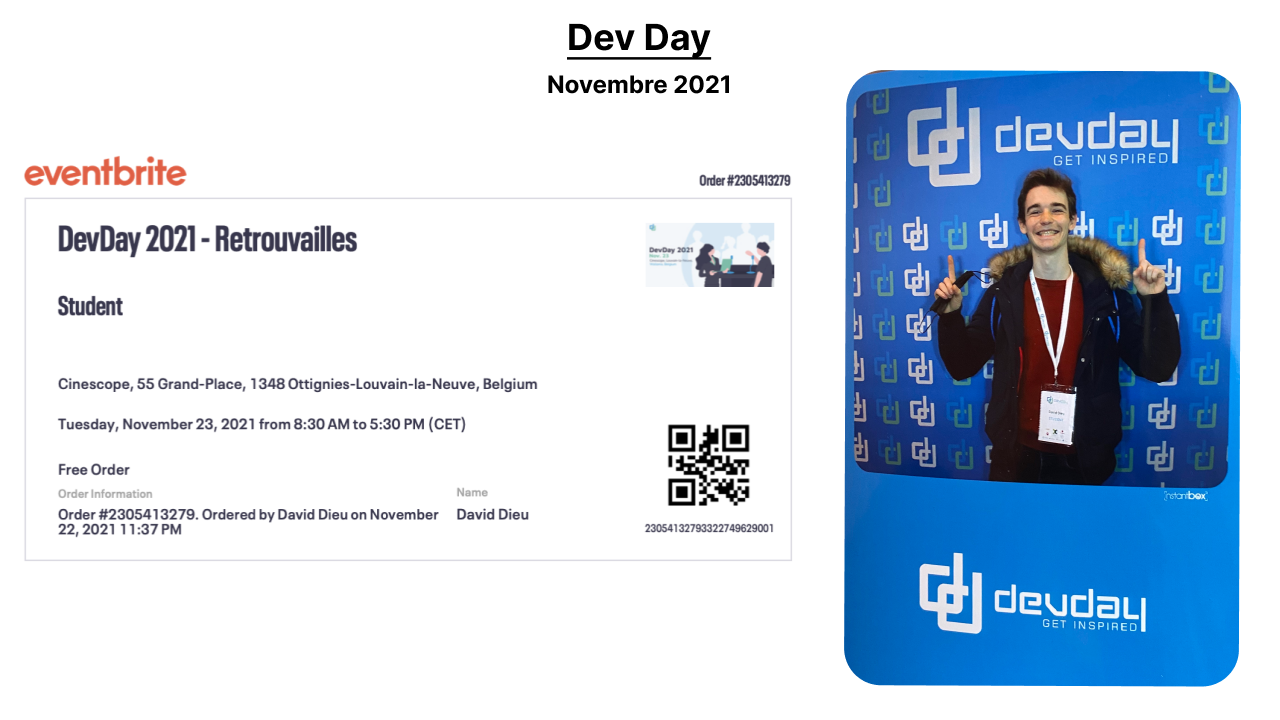 Dev Day
Novembre 2021
eventbrite
Order #2305413279
DevDay 2021 - Retrouvailles
DevDay 2021
Student
Cinescope, 55 Grand-Place, 1348 Ottignies-Louvain-la-Neuve, Belgium
Tuesday, November 23, 2021 from 8:30 AM to 5:30 PM (CET)
Free Order
Order Information
Name
Order #2305413279. Ordered by David Dieu on November
22, 2021 11:37 PM
David Dieu
23054132793322749629001
devday
GET INSPIRED
instantbox
devday
GET INSPIRED